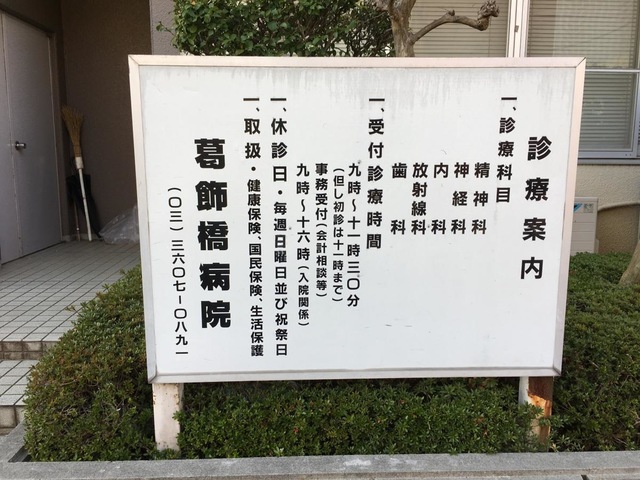 診療案内
一、診療科目
精神科
神経科
内科
放射線科
歯科
一、受付診療時間
九時〜十一時三〇分
(但し初診は十一時まで)
事務受付(会計相談等)
九時〜十六時(入院関係)
一、休診日・毎週日曜日並び祝祭日
一、取扱・健康保険、国民保険、生活保護
葛飾橋病院
(〇三)三六〇七-〇八九一